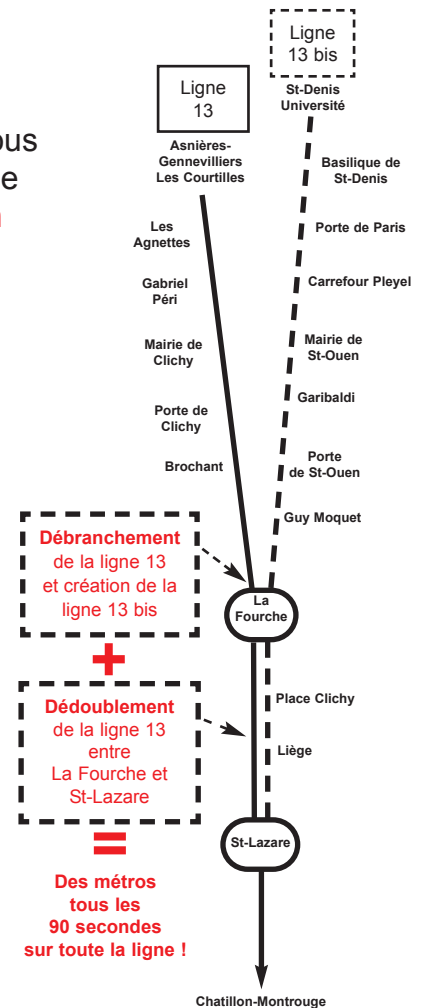 Ligne
13 bis
St-Denis
Université
Ligne
13
Asnières-
Gennevilliers
Les Courtilles
Basilique de
St-Denis
Les
Agnettes
Porte de Paris
Gabriel
Péri
Carrefour Pleyel
Mairie de
Clichy
Mairie de
St-Ouen
Garibaldi
Porte de
Clichy
Brochant
Porte
de St-Ouen
Guy Moquet
Débranchement
de la ligne 13
et création de la
ligne 13 bis
La
Fourche
+
Dédoublement
de la ligne 13
entre
La Fourche et
St-Lazare
Place Clichy
Liège
=
St-Lazare
Des métros
tous les
90 secondes
sur toute la ligne !
Chatillon-Montrouge